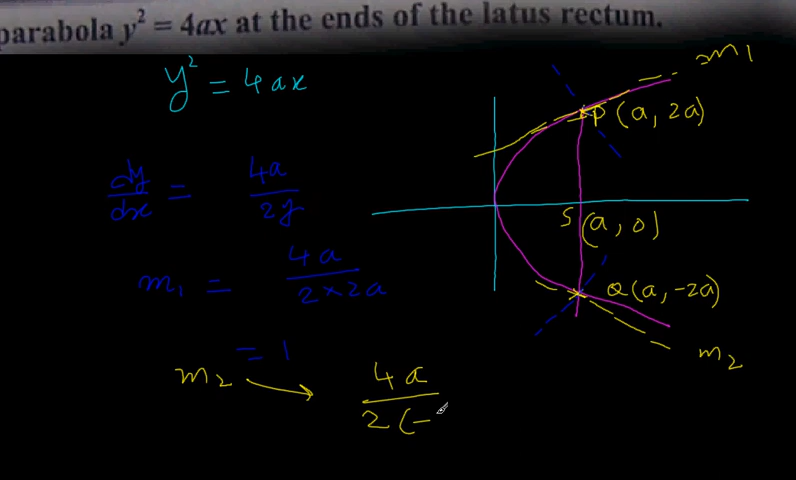 parabola y² = 4ax at the ends of the latus rectum.
y² = 4ax
m₁
P(a, 2a)
dy/dx = 4a/2y
S(a, 0)
m₁ = 4a/2×2a
Q(a, -2a)
= 1
m₂
m₂ → 4a/2(-